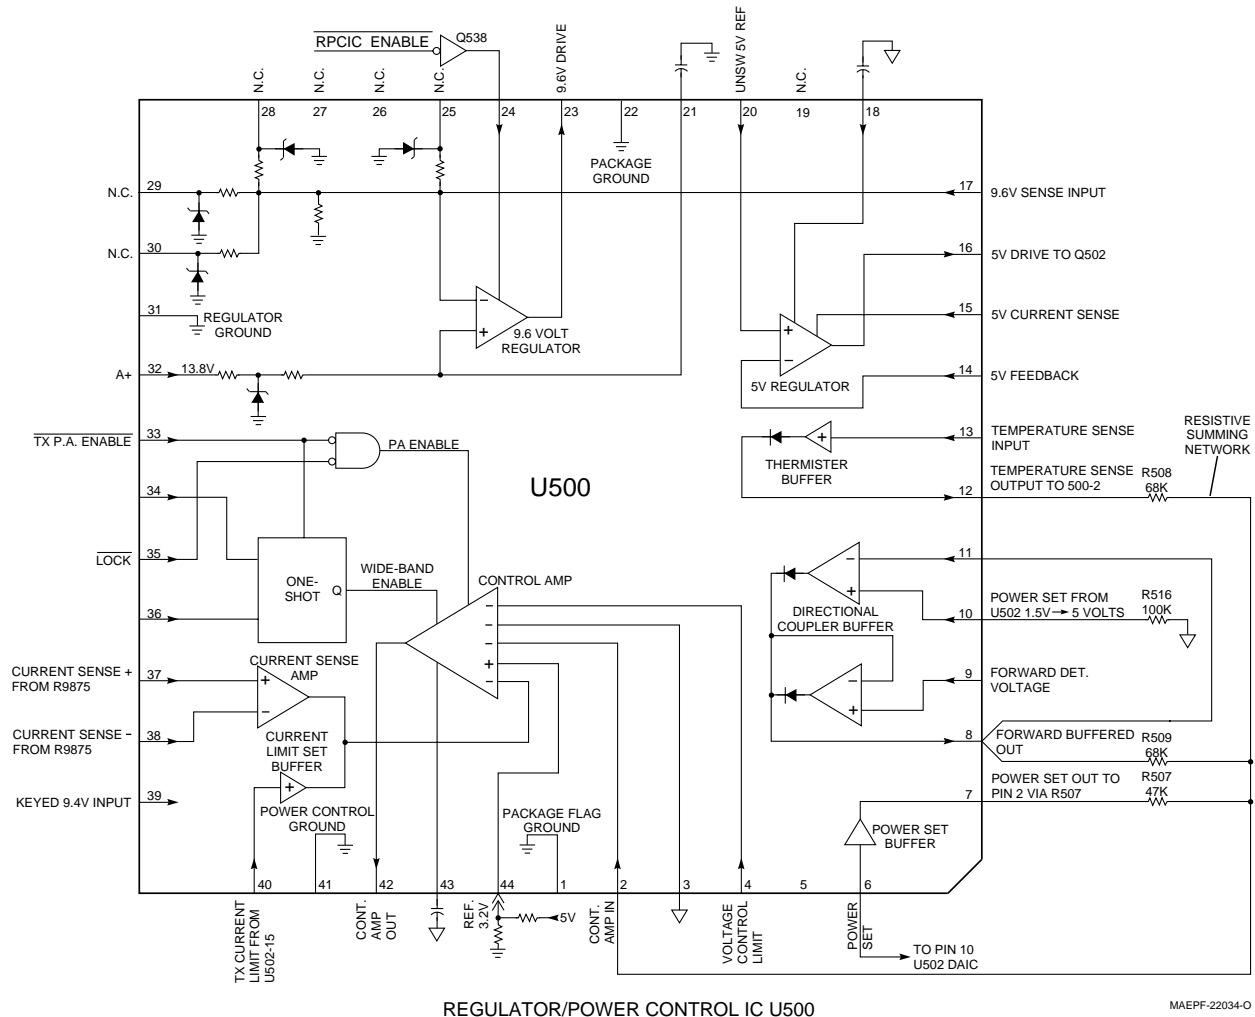 RPCIC ENABLE
Q538
N.C.
N.C.
N.C.
N.C.
9.6V DRIVE
UNSW 5V REF
N.C.
28
27
26
25
24
23
22
21
20
19
18
PACKAGE
GROUND
N.C.
29
17
9.6V SENSE INPUT
N.C.
30
16
5V DRIVE TO Q502
31
REGULATOR
GROUND
−
+
9.6 VOLT
REGULATOR
+
−
5V REGULATOR
15
5V CURRENT SENSE
A+
32
13.8V
14
5V FEEDBACK
TX P.A. ENABLE
33
PA ENABLE
+
THERMISTER
BUFFER
13
TEMPERATURE SENSE
INPUT
RESISTIVE
SUMMING
NETWORK
34
U500
12
TEMPERATURE SENSE
OUTPUT TO 500-2
R508
68K
LOCK
35
ONE-
SHOT
Q
WIDE-BAND
ENABLE
CONTROL AMP
−
−
−
+
−
−
+
DIRECTIONAL
COUPLER BUFFER
11
36
10
POWER SET FROM
U502 1.5V → 5 VOLTS
R516
100K
CURRENT SENSE +
FROM R9875
37
CURRENT SENSE
AMP
+
−
−
+
9
FORWARD DET.
VOLTAGE
CURRENT SENSE −
FROM R9875
38
CURRENT
LIMIT SET
BUFFER
+
8
FORWARD BUFFERED
OUT
R509
68K
KEYED 9.4V INPUT
39
POWER CONTROL
GROUND
PACKAGE FLAG
GROUND
7
POWER SET OUT TO
PIN 2 VIA R507
R507
47K
POWER SET
BUFFER
40
41
42
43
44
1
2
3
4
5
6
TX CURRENT
LIMIT FROM
U502-15
CONT.
AMP
OUT
REF.
3.2V
5V
CONT.
AMP IN
VOLTAGE
CONTROL
LIMIT
POWER
SET
TO PIN 10
U502 DAIC
REGULATOR/POWER CONTROL IC U500
MAEPF-22034-O